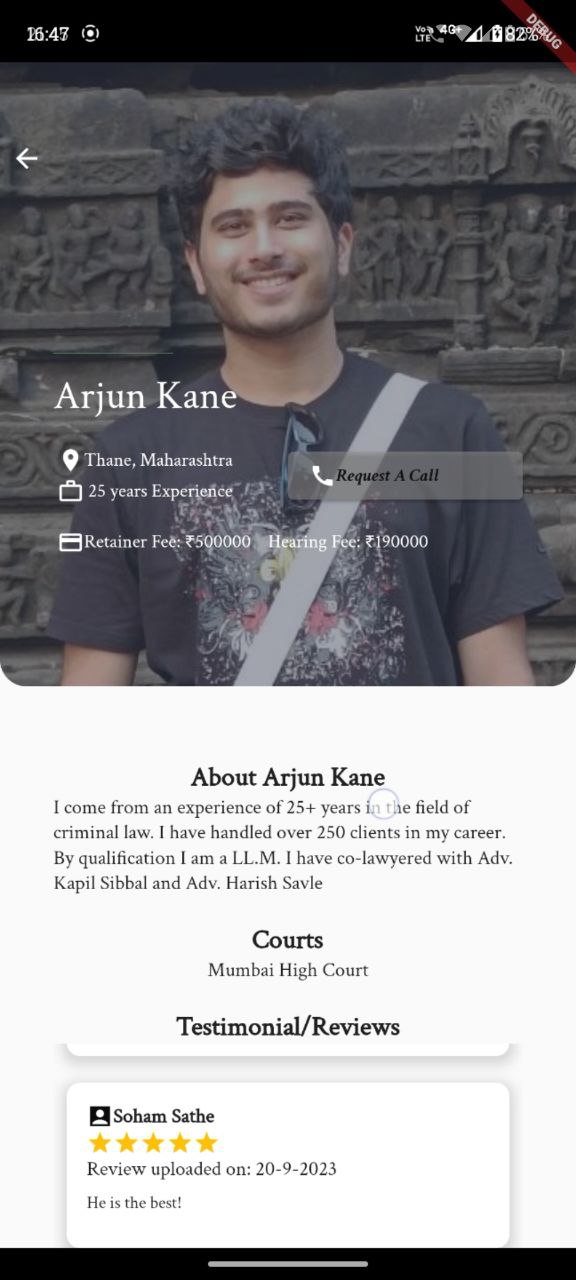 16:47
Vo) 4G+ 82%
LTE
DEBUG
Arjun Kane
Thane, Maharashtra
Request A Call
25 years Experience
Retainer Fee: ₹500000 Hearing Fee: ₹190000
About Arjun Kane
I come from an experience of 25+ years in the field of
criminal law. I have handled over 250 clients in my career.
By qualification I am a LL.M. I have co-lawyered with Adv.
Kapil Sibbal and Adv. Harish Savle
Courts
Mumbai High Court
Testimonial/Reviews
Soham Sathe
Review uploaded on: 20-9-2023
He is the best!